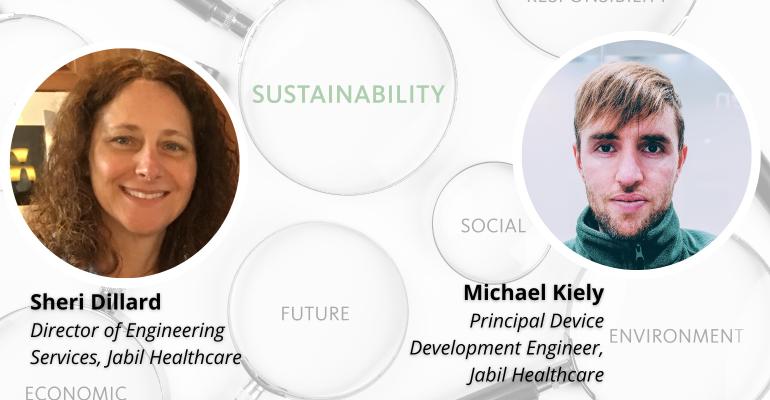 RESPONSIBILITY
SUSTAINABILITY
SOCIAL
Sheri Dillard
Director of Engineering
Services, Jabil Healthcare
FUTURE
Michael Kiely
Principal Device
Development Engineer,
Jabil Healthcare
ENVIRONMENT
ECONOMIC